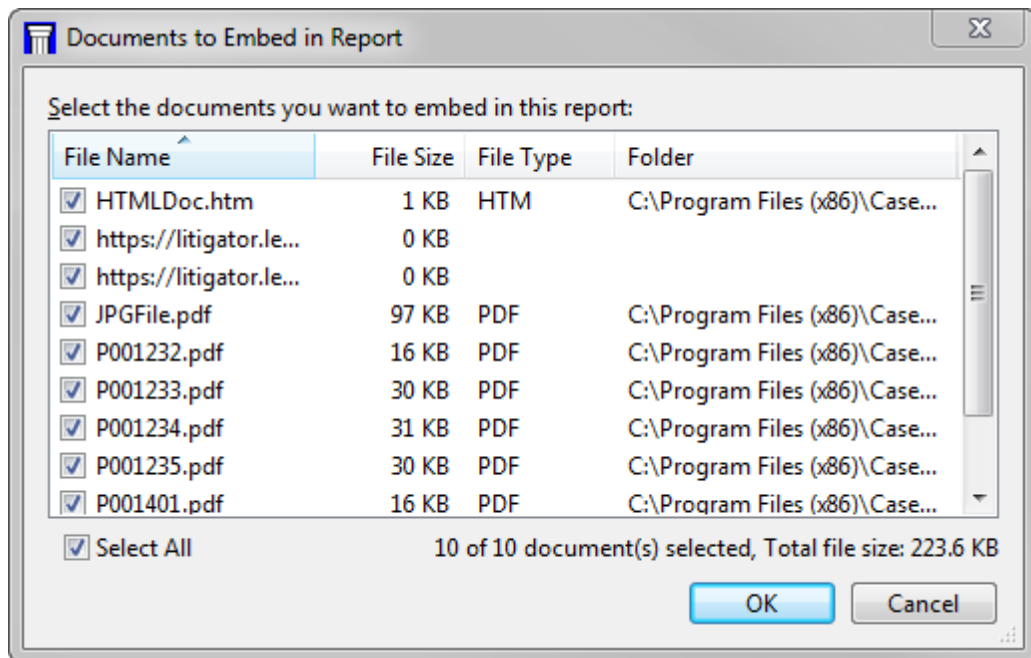 Documents to Embed in Report
Select the documents you want to embed in this report:
File Name File Size File Type Folder
HTMLDoc.htm 1 KB HTM C:\Program Files (x86)\Case...
https://litigator.le... 0 KB
https://litigator.le... 0 KB
JPGFile.pdf 97 KB PDF C:\Program Files (x86)\Case...
P001232.pdf 16 KB PDF C:\Program Files (x86)\Case...
P001233.pdf 30 KB PDF C:\Program Files (x86)\Case...
P001234.pdf 31 KB PDF C:\Program Files (x86)\Case...
P001235.pdf 30 KB PDF C:\Program Files (x86)\Case...
P001401.pdf 16 KB PDF C:\Program Files (x86)\Case...
Select All 10 of 10 document(s) selected, Total file size: 223.6 KB
OK Cancel